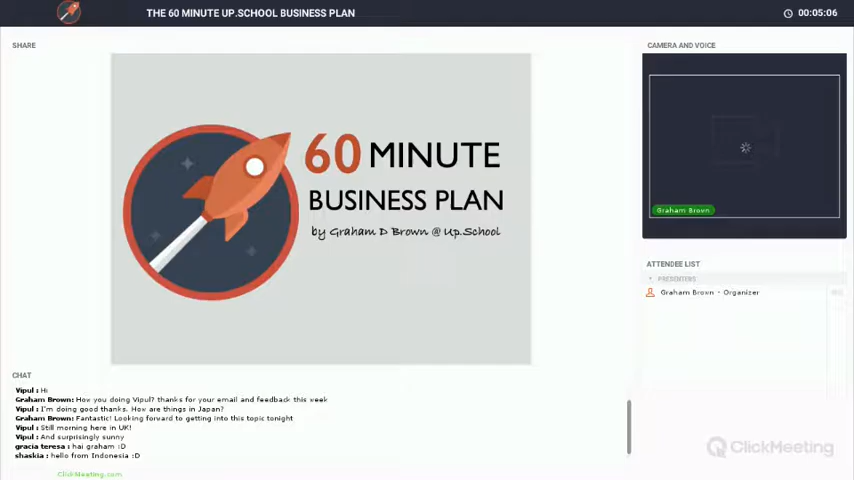 THE 60 MINUTE UP.SCHOOL BUSINESS PLAN
00:05:06
SHARE
60 MINUTE
BUSINESS PLAN
by Graham D Brown @ Up.School
CAMERA AND VOICE
Graham Brown
ATTENDEE LIST
PRESENTERS
Graham Brown - Organizer
CHAT
Vipul : Hi
Graham Brown: How you doing Vipul? thanks for your email and feedback this week
Vipul : I'm doing good thanks. How are things in Japan?
Graham Brown: Fantastic! Looking forward to getting into this topic tonight
Vipul : Still morning here in UK!
Vipul : And surprisingly sunny
gracia teresa : hai graham :D
shaskia : hello from Indonesia :D
ClickMeeting.com
ClickMeeting